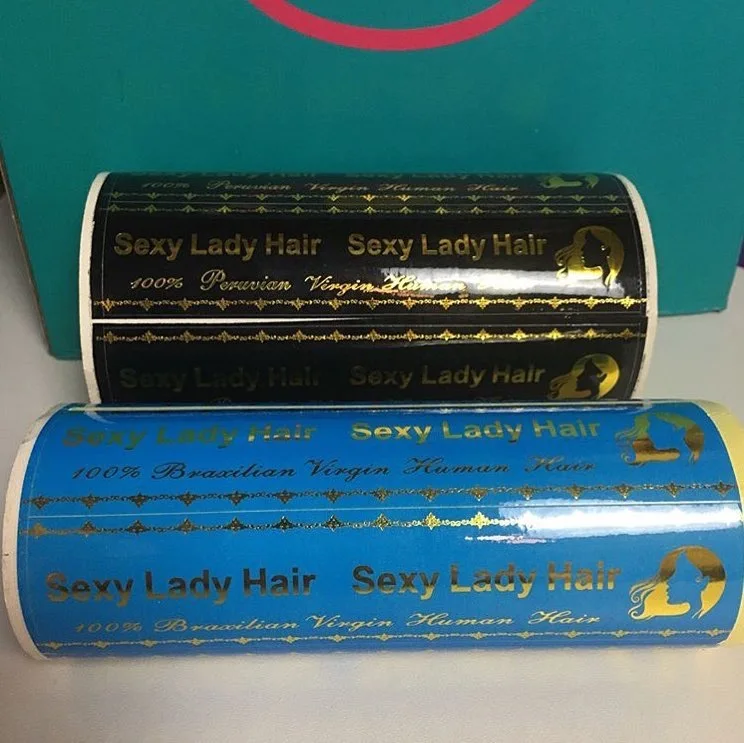 100% Peruvian Virgin Human Hair
Sexy Lady Hair Sexy Lady Hair
100% Peruvian Virgin Human
Sexy Lady Hair Sexy Lady Hair
Sexy Lady Hair Sexy Lady Hair
100% Braxilian Virgin Human Hair
Sexy Lady Hair Sexy Lady Hair
100% Braxilian Virgin Human Hair